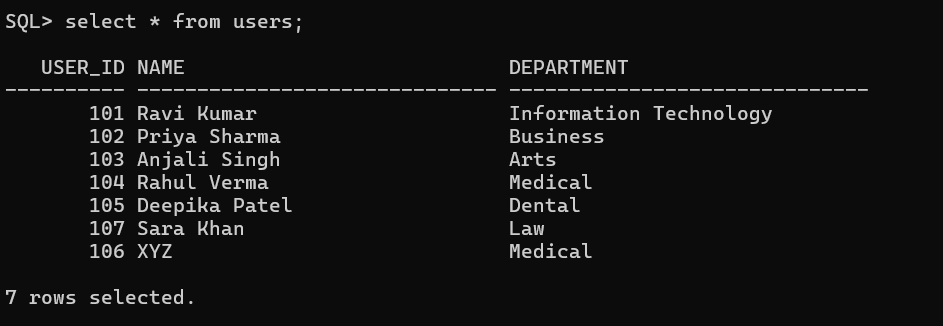 SQL> select * from users;
   USER_ID NAME                           DEPARTMENT
---------- ------------------------------ ------------------------------
       101 Ravi Kumar                     Information Technology
       102 Priya Sharma                   Business
       103 Anjali Singh                   Arts
       104 Rahul Verma                    Medical
       105 Deepika Patel                  Dental
       107 Sara Khan                      Law
       106 XYZ                            Medical
7 rows selected.